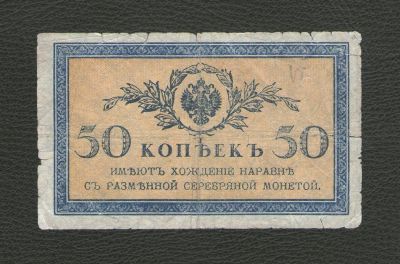 50 КОПѢЕКЪ 50
ИМѢЮТЪ ХОЖДЕНІЕ НАРАВНѢ
СЪ РАЗМѢННОЙ СЕРЕБРЯНОЙ МОНЕТОЙ.